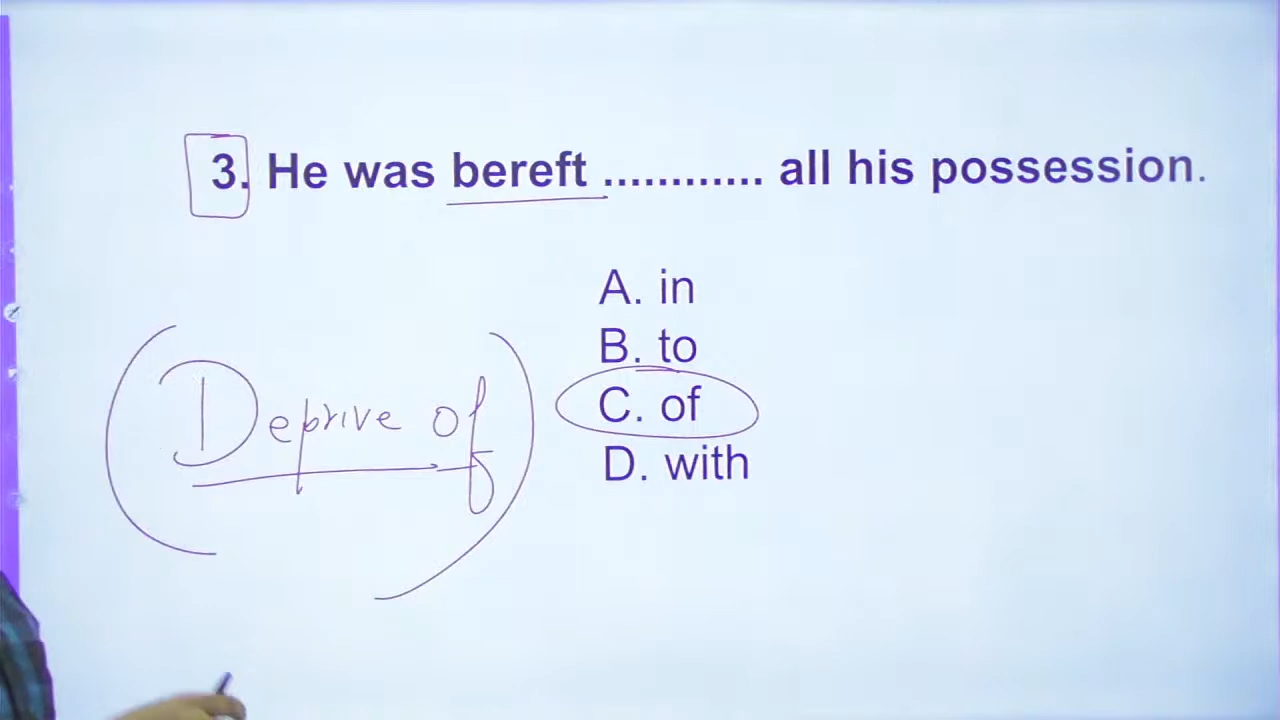 3. He was bereft ............ all his possession.
A. in
B. to
C. of
D. with
Deprive of